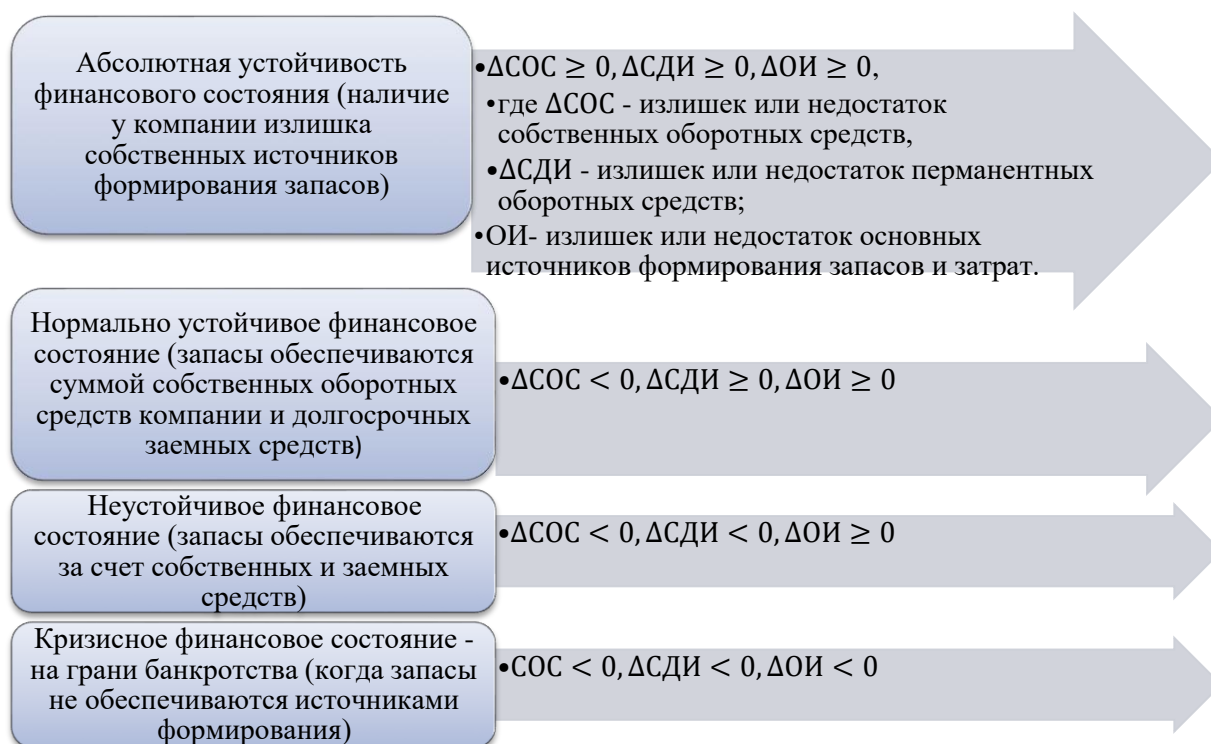 Абсолютная устойчивость
финансового состояния (наличие
у компании излишка
собственных источников
формирования запасов)
•ΔСОС ≥ 0, ΔСДИ ≥ 0, ΔОИ ≥ 0,
•где ΔСОС - излишек или недостаток
собственных оборотных средств,
•ΔСДИ - излишек или недостаток перманентных
оборотных средств;
•ОИ- излишек или недостаток основных
источников формирования запасов и затрат.
Нормально устойчивое финансовое
состояние (запасы обеспечиваются
суммой собственных оборотных
средств компании и долгосрочных
заемных средств)
•ΔСОС < 0, ΔСДИ ≥ 0, ΔОИ ≥ 0
Неустойчивое финансовое
состояние (запасы обеспечиваются
за счет собственных и заемных
средств)
•ΔСОС < 0, ΔСДИ < 0, ΔОИ ≥ 0
Кризисное финансовое состояние -
на грани банкротства (когда запасы
не обеспечиваются источниками
формирования)
•СОС < 0, ΔСДИ < 0, ΔОИ < 0